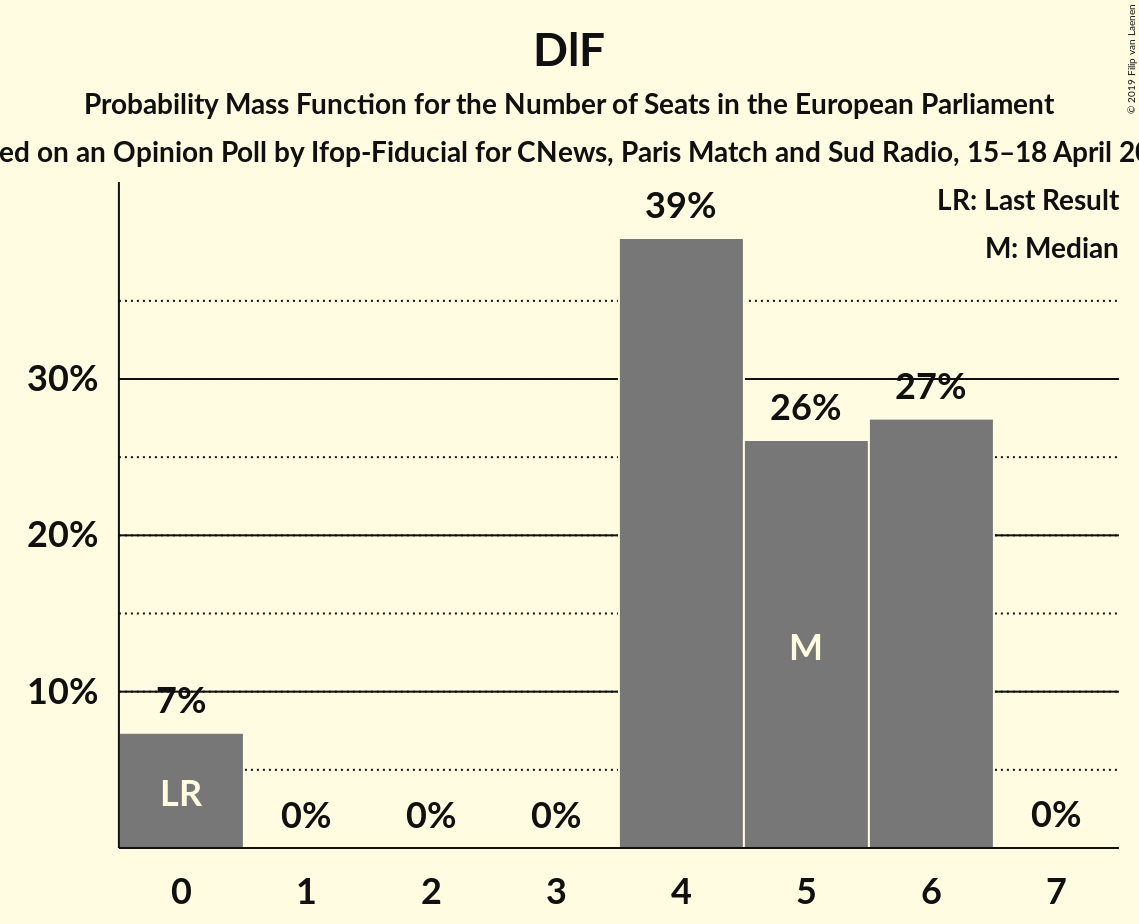 DlF
Probability Mass Function for the Number of Seats in the European Parliament
on an Opinion Poll by Ifop-Fiducial for CNews, Paris Match and Sud Radio, 15–18 April
© 2019 Filip van Laenen
LR: Last Result
M: Median
39%
30%
27%
26%
20%
M
10%
7%
LR
0%
0%
0%
0%
0 1 2 3 4 5 6 7